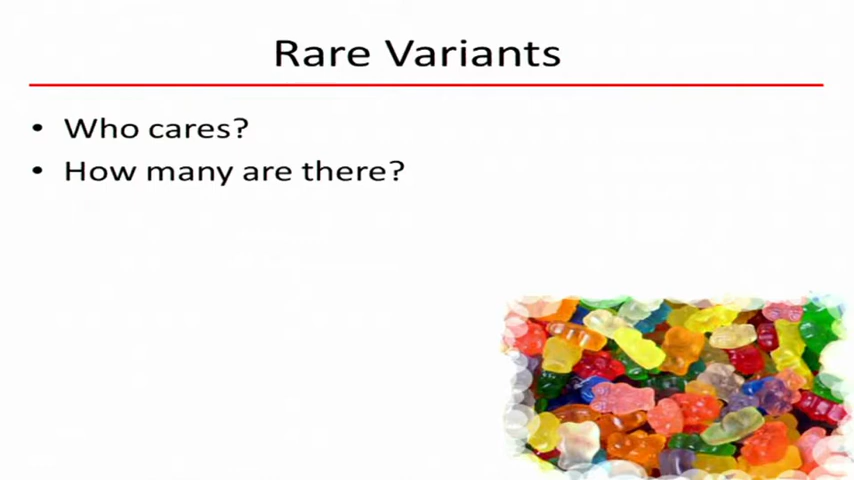 Rare Variants
• Who cares?
• How many are there?